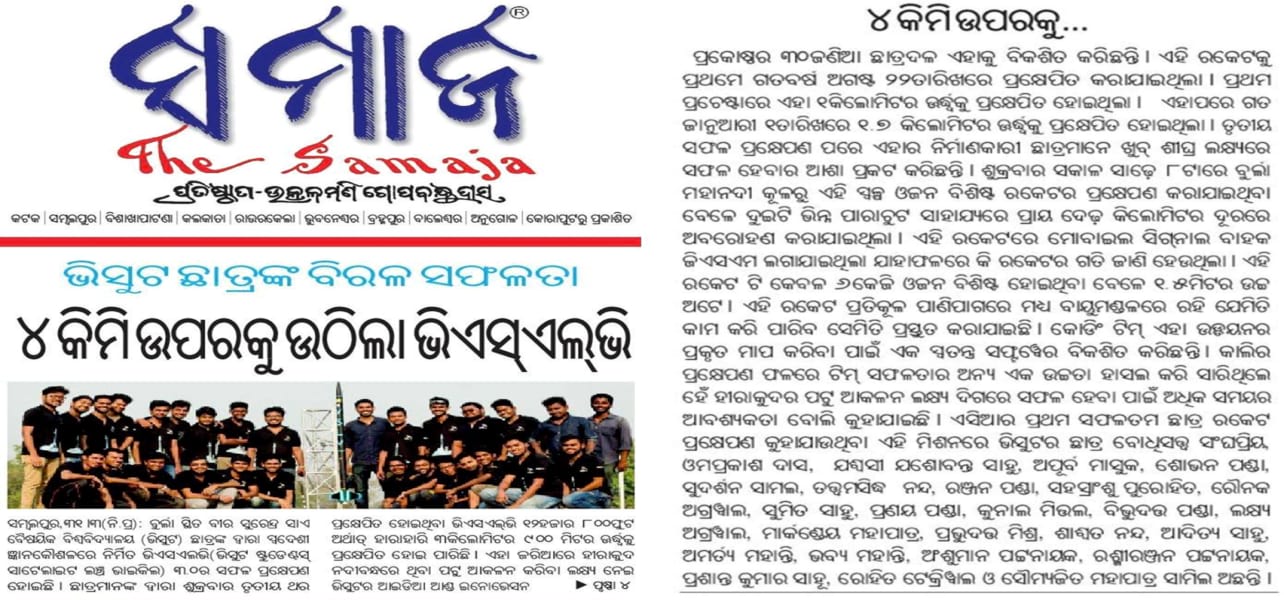 ସମାଜ®
The Samaja
ପ୍ରତିଷ୍ଠାତା-ଉତ୍କଳମଣି ଗୋପବନ୍ଧୁ ଦାସ
କଟକ | ସମ୍ବଲପୁର | ବିଶାଖାପାଟଣା | କଲକାତା | ରାଉରକେଲା | ଭୁବନେଶ୍ୱର | ବ୍ରହ୍ମପୁର | ବାଲେଶ୍ୱର | ଅନୁଗୋଳ | କୋରାପୁଟରୁ ପ୍ରକାଶିତ
ଭିସୁଟ ଛାତ୍ରଙ୍କ ବିରଳ ସଫଳତା
୪ କିମି ଉପରକୁ ଉଠିଲା ଭିଏସ୍ଏଲ୍‌ଭି
ସମ୍ବଲପୁର,୩୧।୩(ନି.ପ୍ର): ବୁର୍ଲା ସ୍ଥିତ ବୀର ସୁରେନ୍ଦ୍ର ସାଏ
ବୈଷୟିକ ବିଶ୍ୱବିଦ୍ୟାଳୟ (ଭିସୁଟ) ଛାତ୍ରଙ୍କ ଦ୍ୱାରା ସ୍ୱଦେଶୀ
ଜ୍ଞାନକୌଶଳରେ ନିର୍ମିତ ଭିଏସଏଲଭି(ଭିସୁଟ ଷ୍ଟୁଡେଣ୍ଟସ୍
ସାଟେଲାଇଟ ଲଞ୍ଚ ଭାଇକିଲ) ୩.୦ର ସଫଳ ପ୍ରକ୍ଷେପଣ
ହୋଇଛି । ଛାତ୍ରମାନଙ୍କ ଦ୍ୱାରା ଶୁକ୍ରବାର ତୃତୀୟ ଥର
ପ୍ରକ୍ଷେପିତ ହୋଇଥିବା ଭିଏସଏଲଭି ୧୨ହଜାର ୮୦୦ଫୁଟ
ଅର୍ଥାତ୍ ହାରାହାରି ୩କିଲୋମିଟର ୯୦୦ ମିଟର ଊର୍ଦ୍ଧ୍ୱକୁ
ପ୍ରକ୍ଷେପିତ ହୋଇ ପାରିଛି । ଏହା ଜରିଆରେ ହୀରାକୁଦ
ନଦୀବନ୍ଧରେ ଥିବା ପଟୁ ଆକଳନ କରିବା ଲକ୍ଷ୍ୟ ନେଇ
ଭିସୁଟର ଆଇଡିଆ ଆଣ୍ଡ ଇନୋଭେସନ ▶ ପୃଷ୍ଠା ୪
୪ କିମି ଉପରକୁ...
ପ୍ରକୋଷ୍ଠର ୩୦ଜଣିଆ ଛାତ୍ରଦଳ ଏହାକୁ ବିକଶିତ କରିଛନ୍ତି । ଏହି ରକେଟକୁ
ପ୍ରଥମେ ଗତବର୍ଷ ଅଗଷ୍ଟ ୨୨ତାରିଖରେ ପ୍ରକ୍ଷେପିତ କରାଯାଇଥିଲା । ପ୍ରଥମ
ପ୍ରଚେଷ୍ଟାରେ ଏହା ୧କିଲୋମିଟର ଊର୍ଦ୍ଧ୍ୱକୁ ପ୍ରକ୍ଷେପିତ ହୋଇଥିଲା । ଏହାପରେ ଗତ
ଜାନୁଆରୀ ୧ତାରିଖରେ ୧.୭ କିଲୋମିଟର ଊର୍ଦ୍ଧ୍ୱକୁ ପ୍ରକ୍ଷେପିତ ହୋଇଥିଲା । ତୃତୀୟ
ସଫଳ ପ୍ରକ୍ଷେପଣ ପରେ ଏହାର ନିର୍ମାଣକାରୀ ଛାତ୍ରମାନେ ଖୁବ୍ ଶୀଘ୍ର ଲକ୍ଷ୍ୟରେ
ସଫଳ ହେବାର ଆଶା ପ୍ରକଟ କରିଛନ୍ତି । ଶୁକ୍ରବାର ସକାଳ ସାଢ଼େ ୮ଟାରେ ବୁର୍ଲା
ମହାନଦୀ କୂଳରୁ ଏହି ସ୍ୱଳ୍ପ ଓଜନ ବିଶିଷ୍ଟ ରକେଟର ପ୍ରକ୍ଷେପଣ କରାଯାଇଥିବା
ବେଳେ ଦୁଇଟି ଭିନ୍ନ ପାରାଚୁଟ ସାହାଯ୍ୟରେ ପ୍ରାୟ ଦେଢ଼ କିଲୋମିଟର ଦୂରରେ
ଅବରୋହଣ କରାଯାଇଥିଲା । ଏହି ରକେଟରେ ମୋବାଇଲ ସିଗ୍‌ନାଲ ବାହକ
ଜିଏସଏମ ଲଗାଯାଇଥିଲା ଯାହାଫଳରେ କି ରକେଟର ଗତି ଜାଣି ହେଉଥିଲା । ଏହି
ରକେଟ ଟି କେବଳ ୬କେଜି ଓଜନ ବିଶିଷ୍ଟ ହୋଇଥିବା ବେଳେ ୧.୫ମିଟର ଉଚ୍ଚ
ଅଟେ । ଏହି ରକେଟ ପ୍ରତିକୂଳ ପାଣିପାଗରେ ମଧ୍ୟ ବାୟୁମଣ୍ଡଳରେ ରହି ଯେମିତି
କାମ କରି ପାରିବ ସେମିତି ପ୍ରସ୍ତୁତ କରାଯାଇଛି । କୋଡିଂ ଟିମ୍ ଏହା ଉଡ୍ଡୟନର
ପ୍ରକୃତ ମାପ କରିବା ପାଇଁ ଏକ ସ୍ୱତନ୍ତ୍ର ସଫ୍ଟୱେର ବିକଶିତ କରିଛନ୍ତି । କାଲିର
ପ୍ରକ୍ଷେପଣ ଫଳରେ ଟିମ୍ ସଫଳତାର ଅନ୍ୟ ଏକ ଉଚ୍ଚତା ହାସଲ କରି ସାରିଥିଲେ
ହେଁ ହୀରାକୁଦର ପଟୁ ଆକଳନ ଲକ୍ଷ୍ୟ ଦିଗରେ ସଫଳ ହେବା ପାଇଁ ଅଧିକ ସମୟର
ଆବଶ୍ୟକତା ବୋଲି କୁହାଯାଇଛି । ଏସିଆର ପ୍ରଥମ ସଫଳତମ ଛାତ୍ର ରକେଟ
ପ୍ରକ୍ଷେପଣ କୁହାଯାଉଥିବା ଏହି ମିଶନରେ ଭିସୁଟର ଛାତ୍ର ବୋଧିସତ୍ତ୍ୱ ସଂଘପ୍ରିୟ,
ଓମପ୍ରକାଶ ଦାସ, ଯଶସ୍ୱୀ ଯଶୋବନ୍ତ ସାହୁ, ଅପୂର୍ବ ମାସୁକ, ଶୋଭନ ପଣ୍ଡା,
ସୁଦର୍ଶନ ସାମଲ, ତତ୍ତ୍ୱମସିଦ୍ଧ ନନ୍ଦ, ରଞ୍ଜନ ପଣ୍ଡା, ସହସ୍ରାଂଶୁ ପୁରୋହିତ, ରୌନକ
ଅଗ୍ରୱାଲ, ସୁମିତ ସାହୁ, ପ୍ରଣୟ ପଣ୍ଡା, କୁନାଲ ମିତ୍ତଲ, ବିଭୁଦତ୍ତ ପଣ୍ଡା, ଲକ୍ଷ୍ୟ
ଅଗ୍ରୱାଲ, ମାର୍କଣ୍ଡେୟ ମହାପାତ୍ର, ପ୍ରଭୁଦତ୍ତ ମିଶ୍ର, ଶାଶ୍ୱତ ନନ୍ଦ, ଆଦିତ୍ୟ ସାହୁ,
ଅମର୍ତ୍ୟ ମହାନ୍ତି, ଭବ୍ୟ ମହାନ୍ତି, ଅଂଶୁମାନ ପଟ୍ଟନାୟକ, ରଶ୍ମୀରଞ୍ଜନ ପଟ୍ଟନାୟକ,
ପ୍ରଶାନ୍ତ କୁମାର ସାହୁ, ରୋହିତ ଟେକ୍ରିୱାଲ ଓ ସୌମ୍ୟଜିତ ମହାପାତ୍ର ସାମିଲ ଅଛନ୍ତି ।